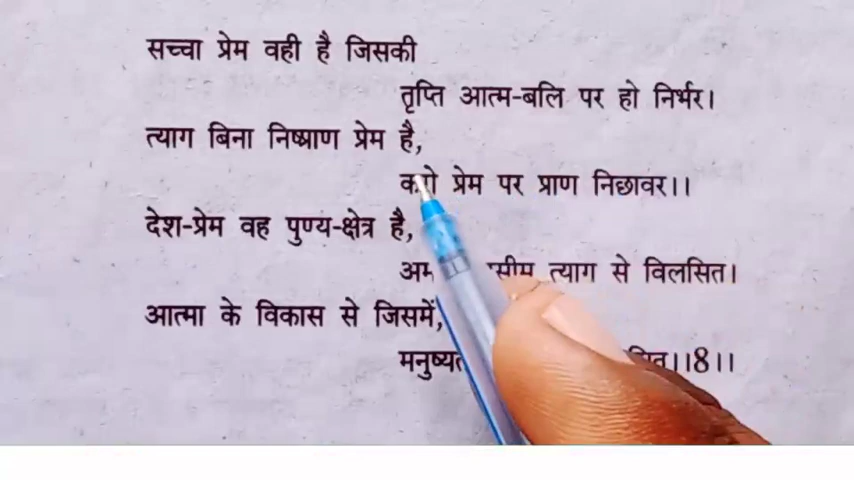 सच्चा प्रेम वही है जिसकी
तृप्ति आत्म-बलि पर हो निर्भर।
त्याग बिना निष्प्राण प्रेम है,
प्रेम पर प्राण निछावर।।
देश-प्रेम वह पुण्य-क्षेत्र है,
त्याग से विलसित।
आत्मा के विकास से जिसमें,
।।8।।